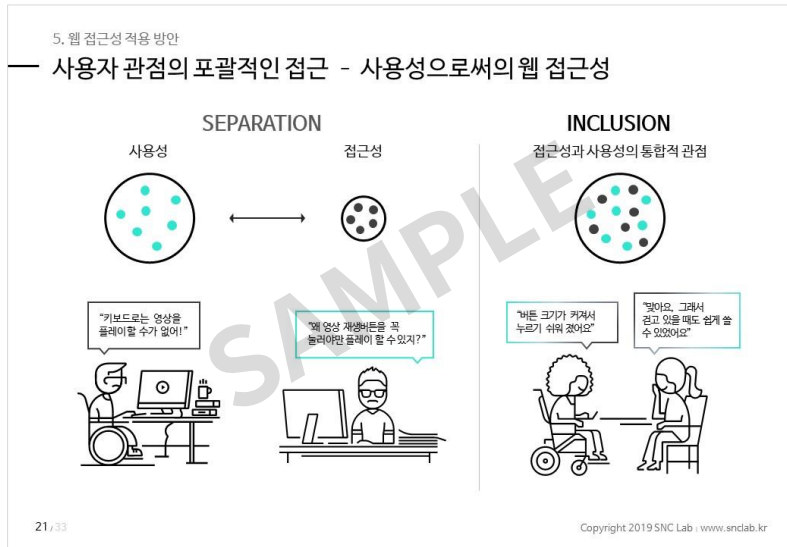 5. 웹 접근성 적용 방안
사용자 관점의 포괄적인 접근 - 사용성으로써의 웹 접근성
SEPARATION
사용성
접근성
INCLUSION
접근성과 사용성의 통합적 관점
"키보드로는 영상을
플레이할 수가 없어!"
"왜 영상 재생버튼을 꼭
눌러야만 플레이 할 수 있지?"
"버튼 크기가 커져서
누르기 쉬워 졌어요"
"맞아요, 그래서
걷고 있을 때도 쉽게 쓸
수 있었어요"
SAMPLE
21 / 33
Copyright 2019 SNC Lab | www.snclab.kr